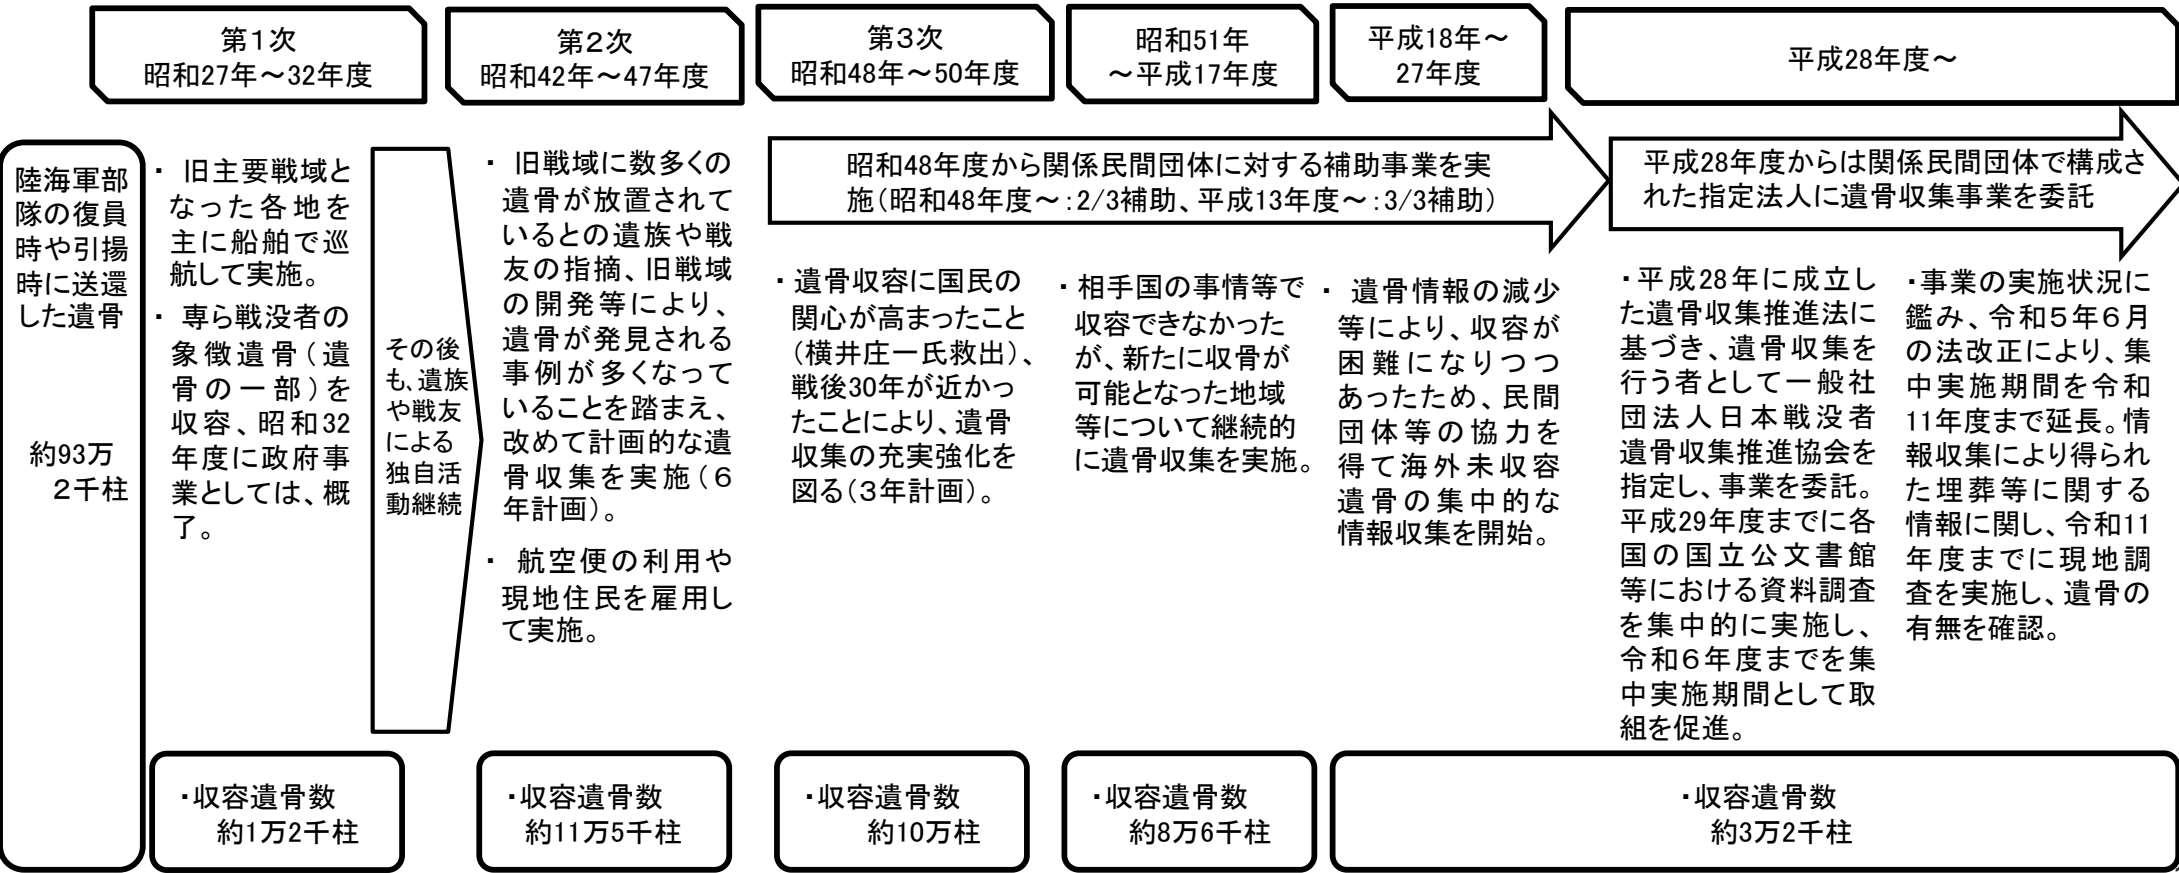 第１次
昭和27年～32年度
第２次
昭和42年～47年度
第３次
昭和48年～50年度
昭和51年
～平成17年度
平成18年～
27年度
平成28年度～
陸海軍部
隊の復員
時や引揚
時に送還
した遺骨
約93万
２千柱
・ 旧主要戦域と
なった各地を
主に船舶で巡
航して実施。
・ 専ら戦没者の
象徴遺骨（遺
骨の一部）を
収容、昭和32
年度に政府事
業としては、概
了。
その後
も、遺族
や戦友
による
独自活
動継続
・ 旧戦域に数多くの
遺骨が放置されて
いるとの遺族や戦
友の指摘、旧戦域
の開発等により、
遺骨が発見される
事例が多くなって
いることを踏まえ、
改めて計画的な遺
骨収集を実施（６
年計画）。
・ 航空便の利用や
現地住民を雇用し
て実施。
昭和48年度から関係民間団体に対する補助事業を実
施（昭和48年度～：2/3補助、平成13年度～：3/3補助）
・遺骨収容に国民の
関心が高まったこと
（横井庄一氏救出）、
戦後30年が近かっ
たことにより、遺骨
収集の充実強化を
図る（３年計画）。
・相手国の事情等で
収容できなかった
が、新たに収骨が
可能となった地域
等について継続的
に遺骨収集を実施。
・ 遺骨情報の減少
等により、収容が
困難になりつつ
あったため、民間
団体等の協力を
得て海外未収容
遺骨の集中的な
情報収集を開始。
平成28年度からは関係民間団体で構成さ
れた指定法人に遺骨収集事業を委託
・平成28年に成立し
た遺骨収集推進法に
基づき、遺骨収集を
行う者として一般社
団法人日本戦没者
遺骨収集推進協会を
指定し、事業を委託。
平成29年度までに各
国の国立公文書館
等における資料調査
を集中的に実施し、
令和６年度までを集
中実施期間として取
組を促進。
・事業の実施状況に
鑑み、令和５年６月
の法改正により、集
中実施期間を令和
11年度まで延長。情
報収集により得られ
た埋葬等に関する
情報に関し、令和11
年度までに現地調
査を実施し、遺骨の
有無を確認。
・収容遺骨数
約1万2千柱
・収容遺骨数
約11万5千柱
・収容遺骨数
約10万柱
・収容遺骨数
約8万6千柱
・収容遺骨数
約3万2千柱